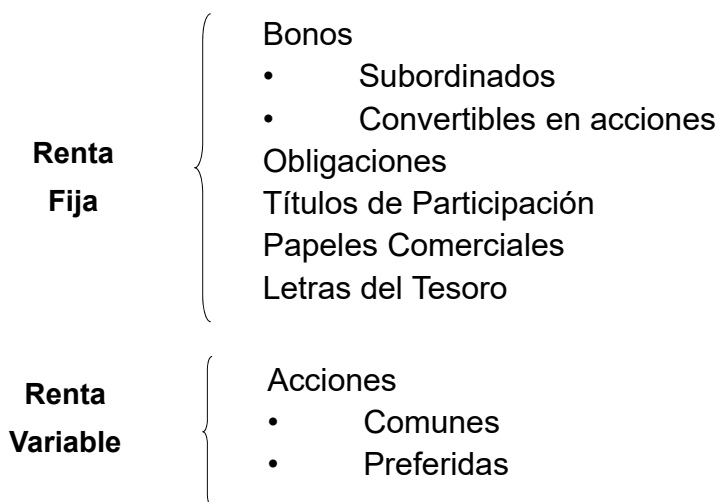 Renta
Fija
Bonos
• Subordinados
• Convertibles en acciones
Obligaciones
Títulos de Participación
Papeles Comerciales
Letras del Tesoro
Renta
Variable
Acciones
• Comunes
• Preferidas